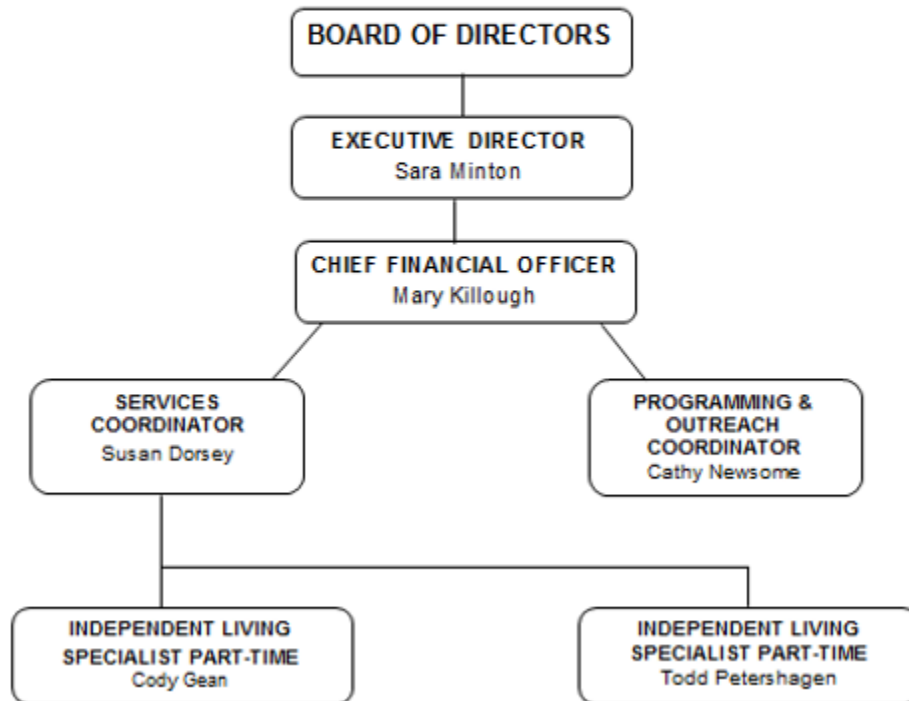 BOARD OF DIRECTORS
EXECUTIVE DIRECTOR
Sara Minton
CHIEF FINANCIAL OFFICER
Mary Killough
SERVICES
COORDINATOR
Susan Dorsey
PROGRAMMING &
OUTREACH
COORDINATOR
Cathy Newsome
INDEPENDENT LIVING
SPECIALIST PART-TIME
Cody Gean
INDEPENDENT LIVING
SPECIALIST PART-TIME
Todd Petershagen